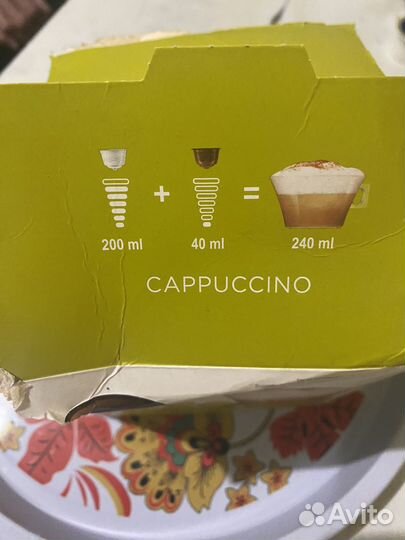 + =
200 ml 40 ml 240 ml
CAPPUCCINO
Avito